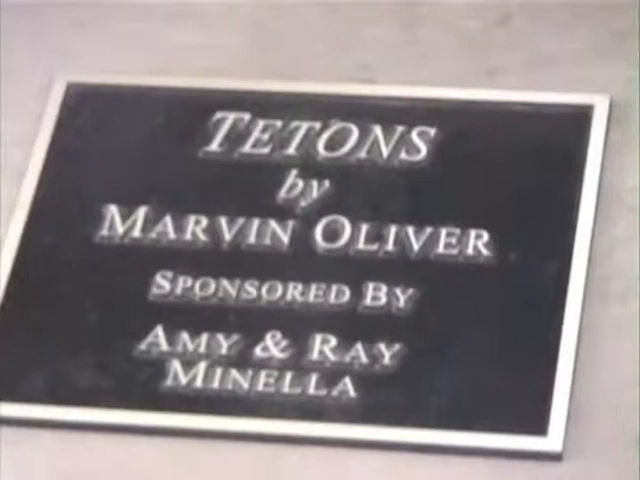 TETONS
by
MARVIN OLIVER
SPONSORED BY
AMY & RAY
MINELLA